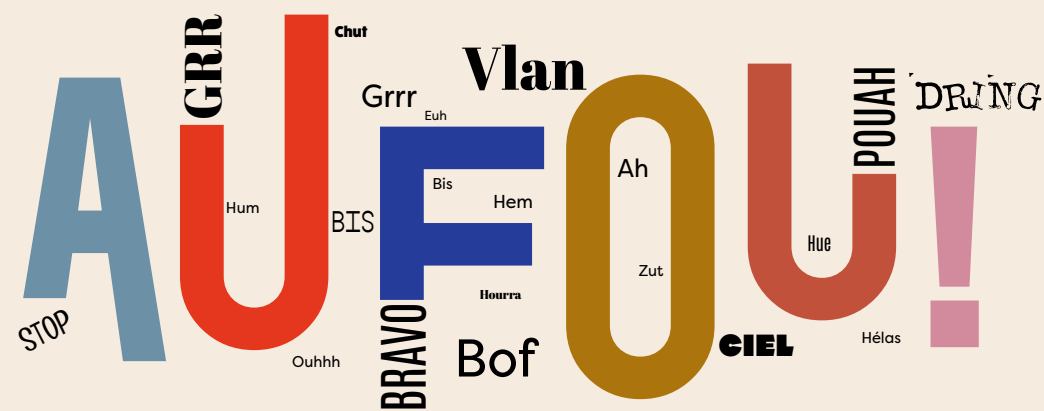 AU FOU !
GRR
Chut
Vlan
Grrr
Euh
POUAH
DRING
Ah
Bis
Hem
Hum
BIS
Hue
Zut
Hourra
STOP
BRAVO
Bof
CIEL
Hélas
Ouhhh